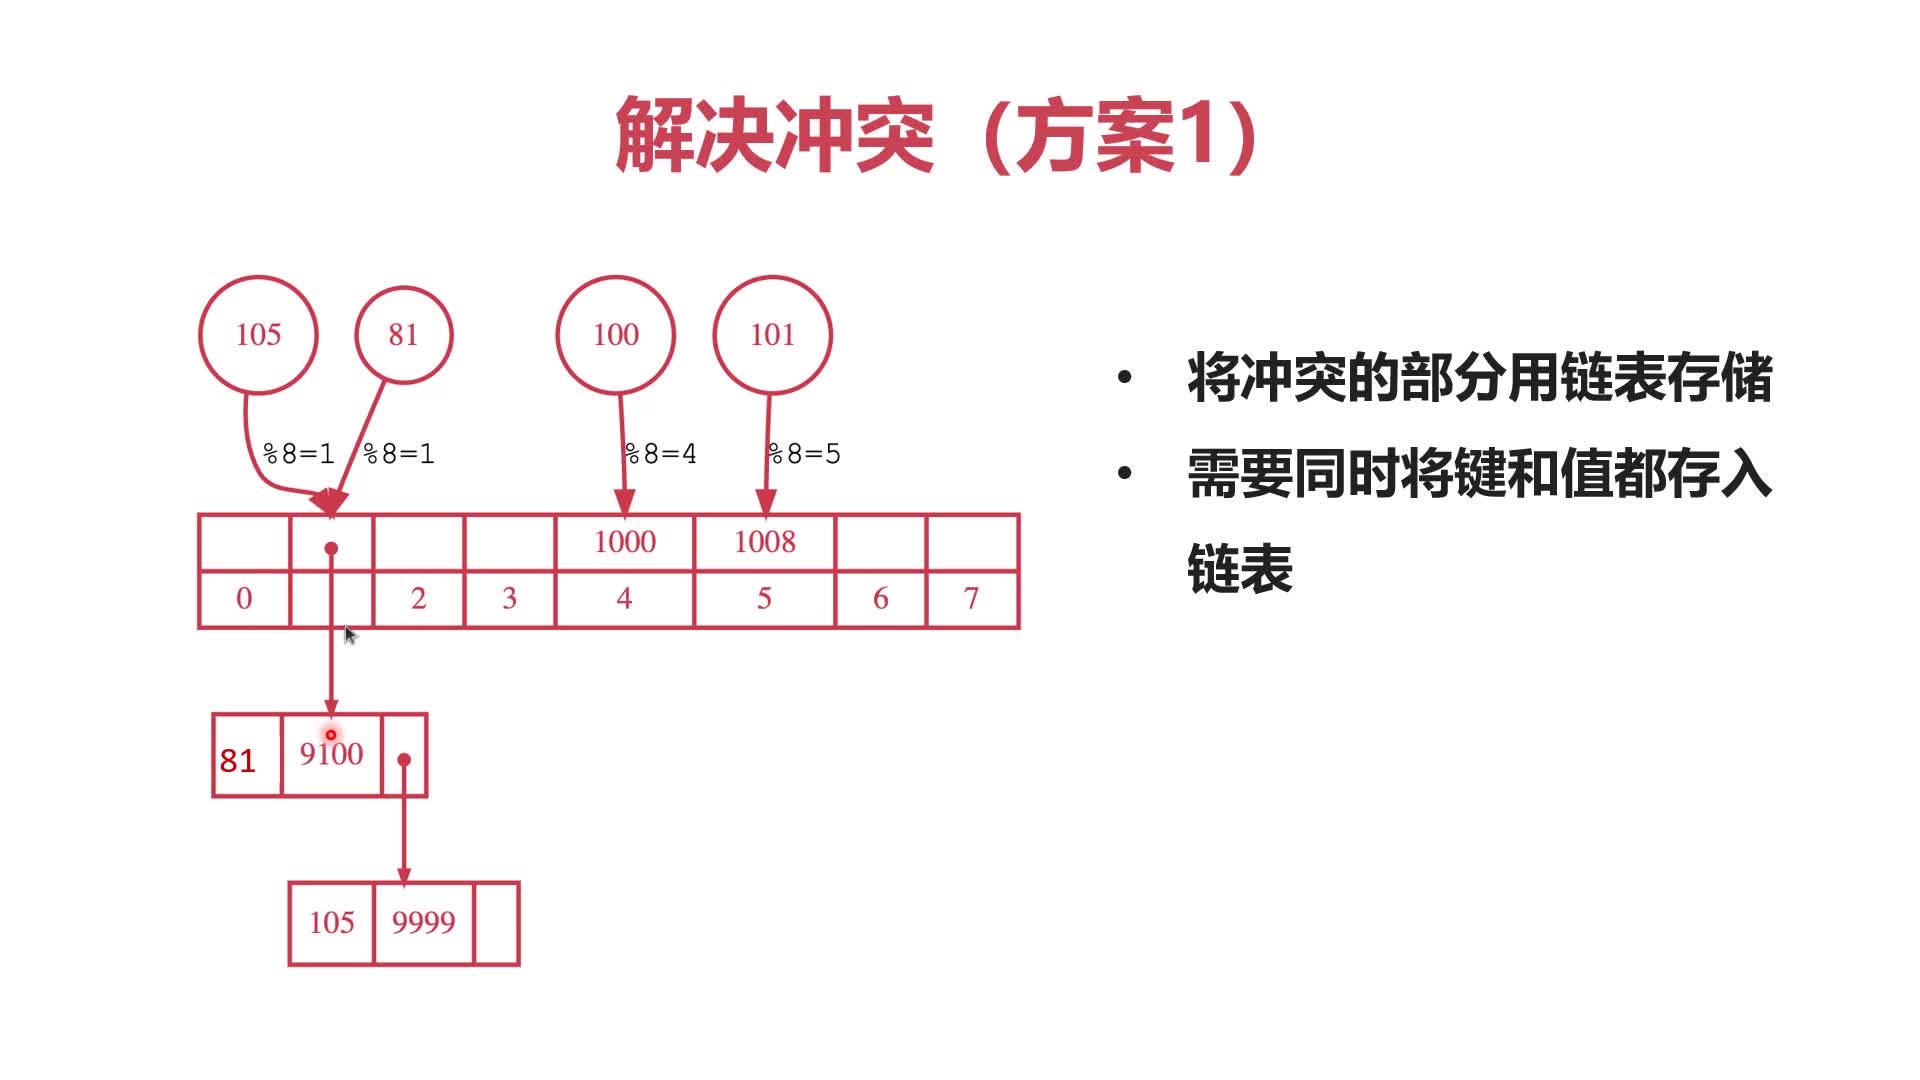 解决冲突（方案1）
105 81 100 101
%8=1 %8=1 %8=4 %8=5
1000 1008
0 2 3 4 5 6 7
81 9100
105 9999
• 将冲突的部分用链表存储
• 需要同时将键和值都存入
链表